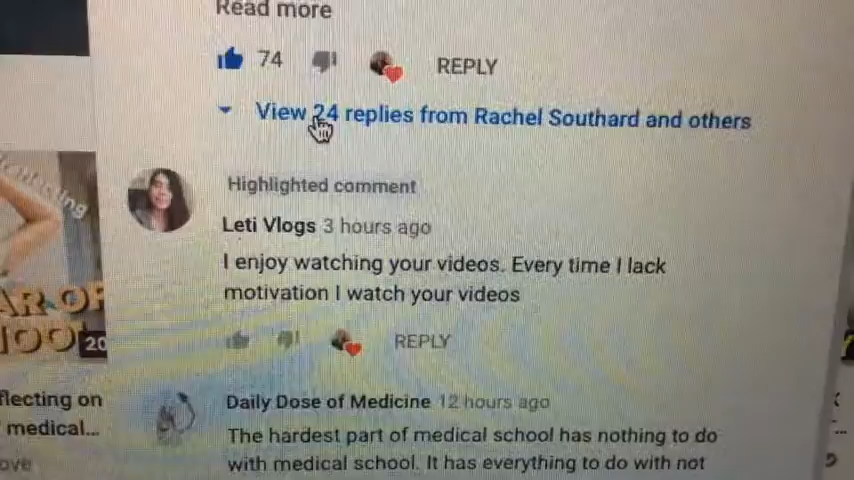 Read more
74
REPLY
View 24 replies from Rachel Southard and others
Highlighted comment
Leti Vlogs 3 hours ago
I enjoy watching your videos. Every time I lack
motivation I watch your videos
REPLY
20
Daily Dose of Medicine 12 hours ago
The hardest part of medical school has nothing to do
with medical school. It has everything to do with not
flecting on
medical...